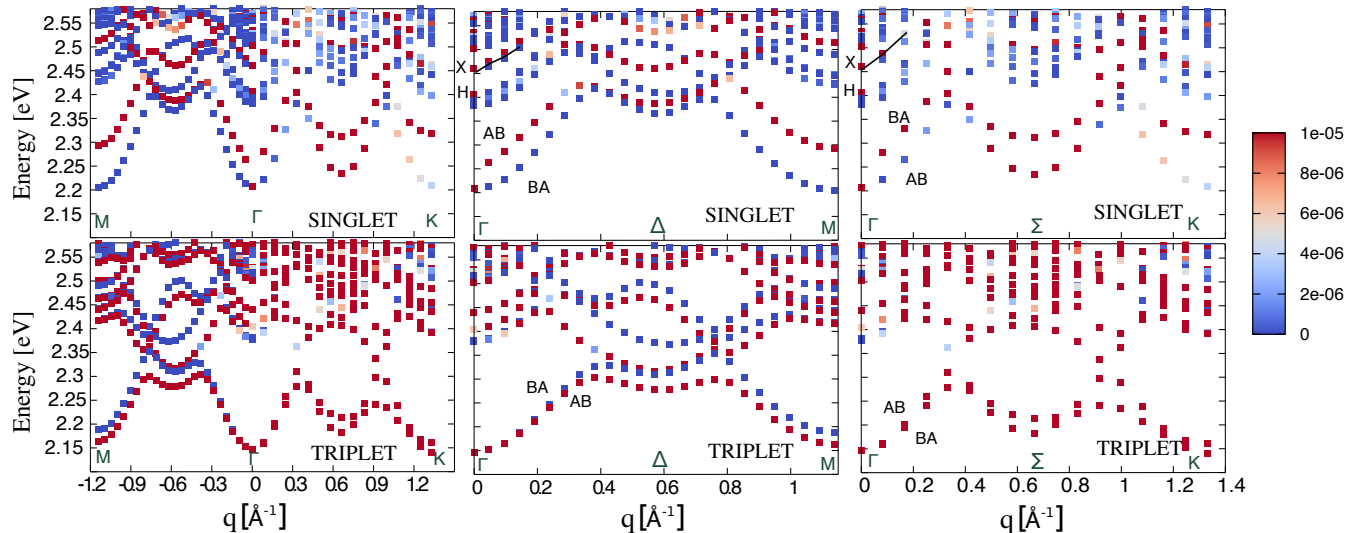 2.55
2.5
2.45
2.4
2.35
2.3
2.25
2.2
2.15
Energy [eV]
M
Γ
SINGLET
K
2.55
2.5
2.45
2.4
2.35
2.3
2.25
2.2
2.15
Energy [eV]
M
Γ
TRIPLET
K
-1.2 -0.9 -0.6 -0.3 0 0.3 0.6 0.9 1.2
q [Å⁻¹]
X
H
AB
BA
Γ
Δ
SINGLET
M
BA
AB
Γ
Δ
TRIPLET
M
0 0.2 0.4 0.6 0.8 1
q [Å⁻¹]
X
H
BA
AB
Γ
Σ
SINGLET
K
AB
BA
Γ
Σ
TRIPLET
K
0 0.2 0.4 0.6 0.8 1 1.2 1.4
q [Å⁻¹]
1e-05
8e-06
6e-06
4e-06
2e-06
0